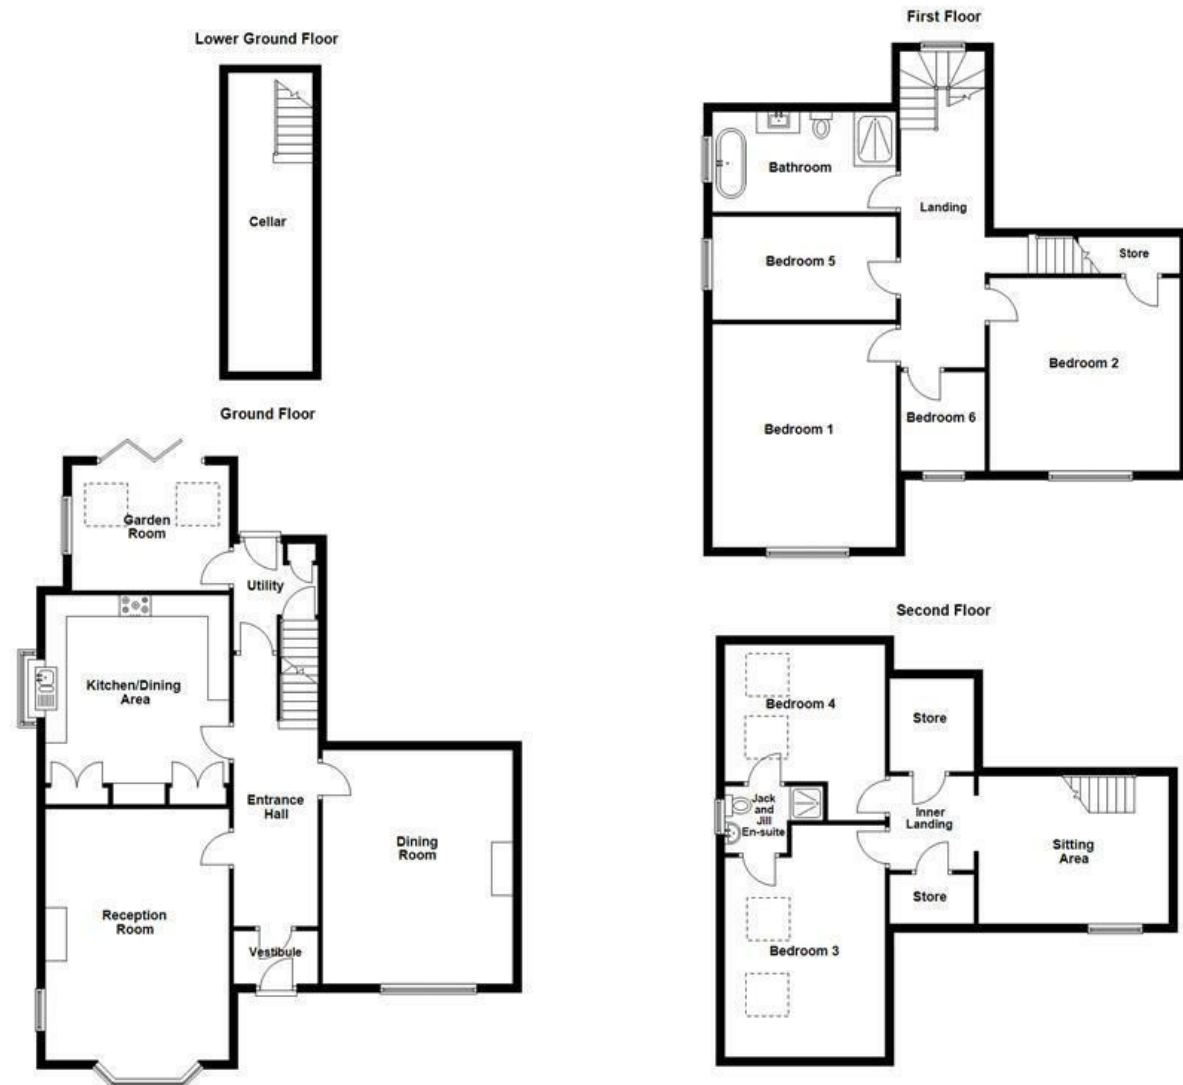 Lower Ground Floor
Cellar
Ground Floor
Garden
Room
Utility
Kitchen/Dining
Area
Entrance
Hall
Dining
Room
Reception
Room
Vestibule
First Floor
Bathroom
Landing
Bedroom 5
Store
Bedroom 2
Bedroom 6
Bedroom 1
Second Floor
Bedroom 4
Store
Jack
and
Jill
En-suite
Inner
Landing
Sitting
Area
Store
Bedroom 3